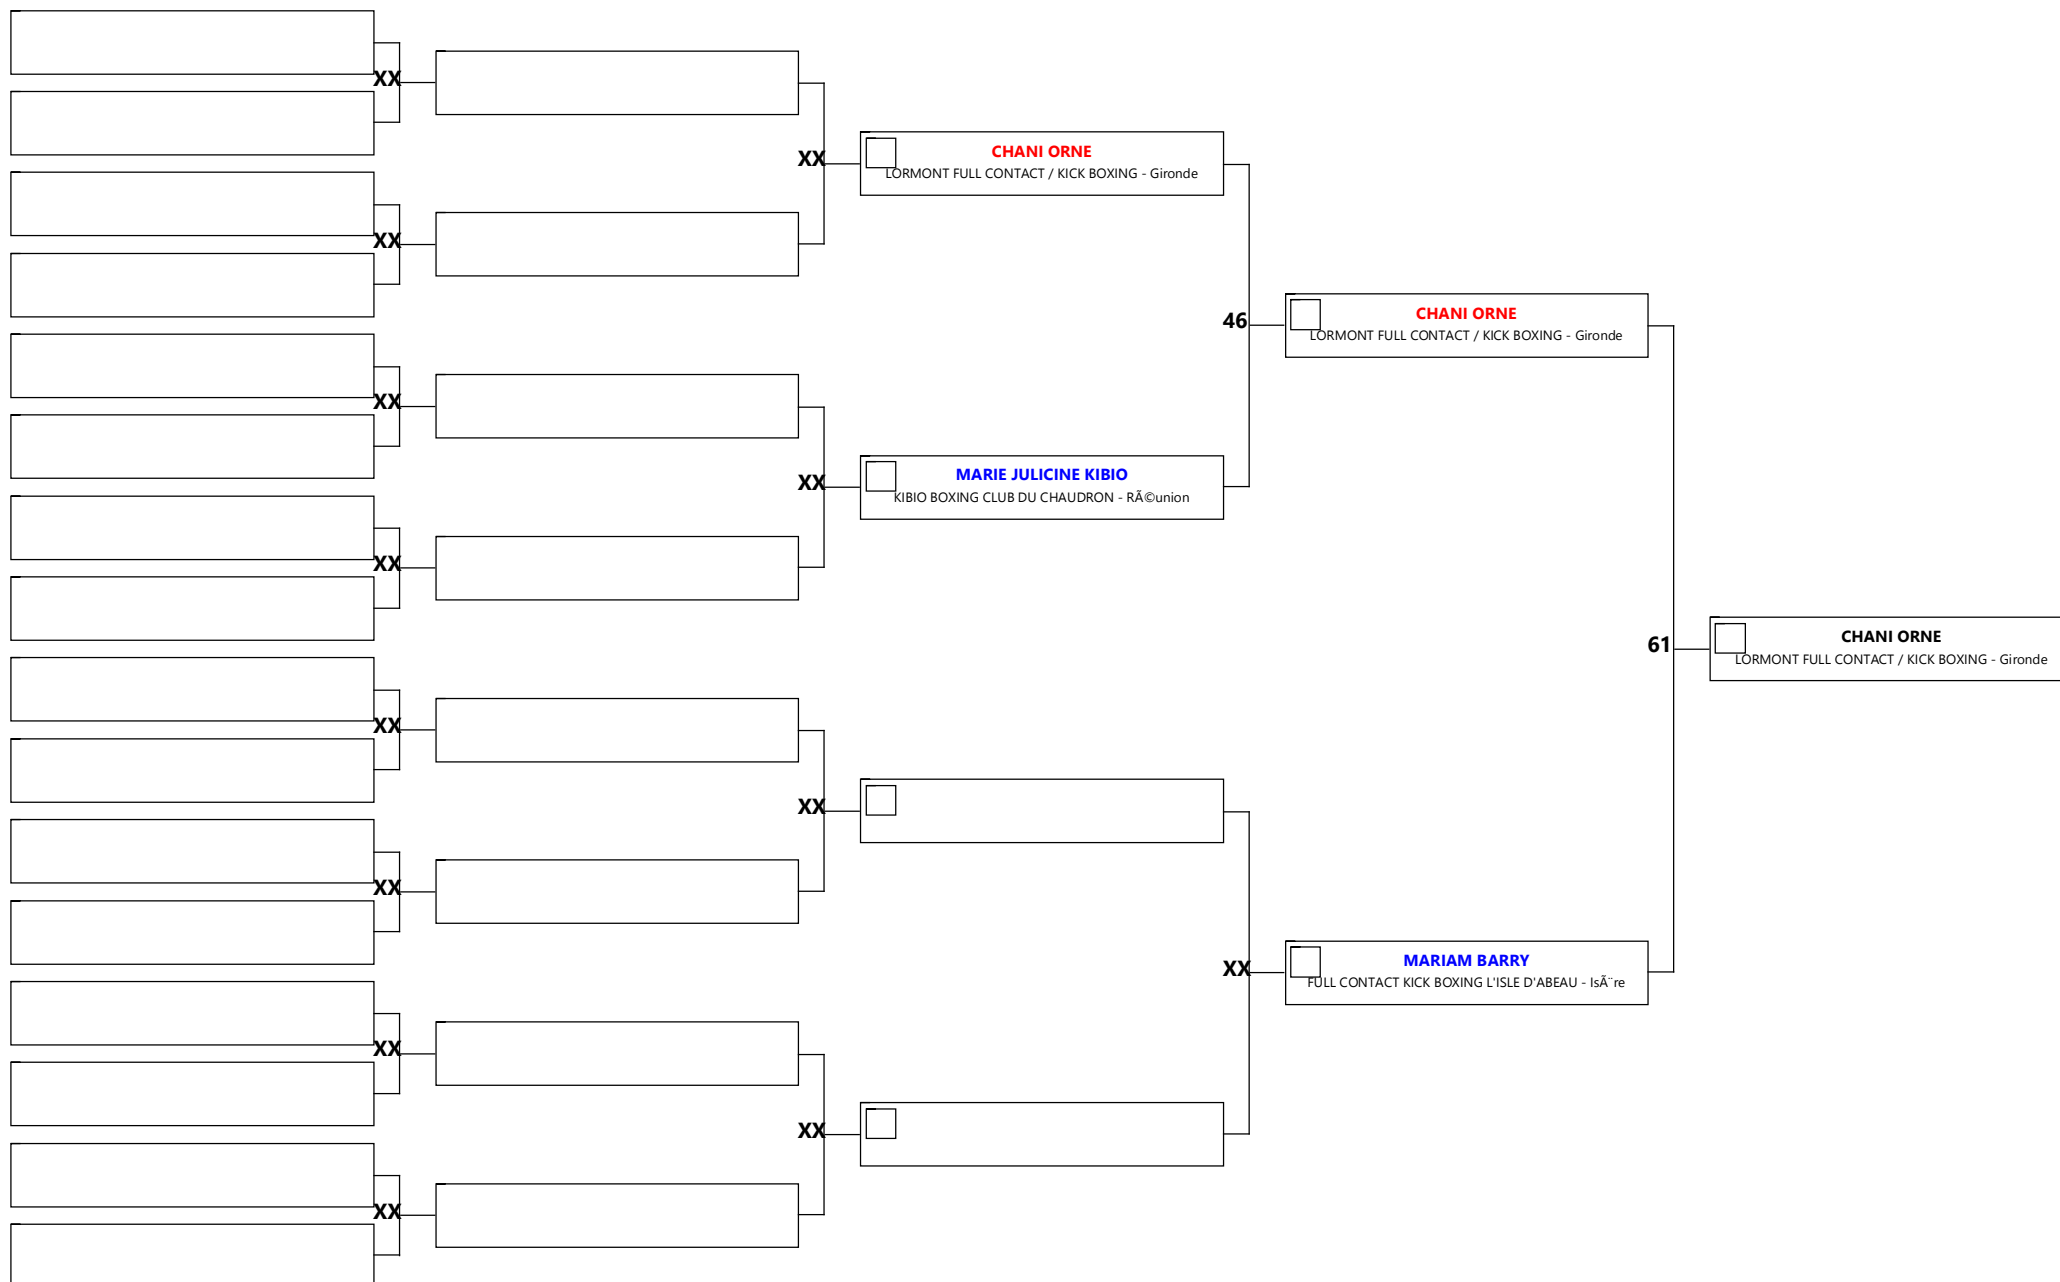 XX
XX
CHANI ORNE
LORMONT FULL CONTACT / KICK BOXING - Gironde
XX
46
CHANI ORNE
LORMONT FULL CONTACT / KICK BOXING - Gironde
XX
XX
MARIE JULICINE KIBIO
KIBIO BOXING CLUB DU CHAUDRON - RÃ©union
XX
61
CHANI ORNE
LORMONT FULL CONTACT / KICK BOXING - Gironde
XX
XX
XX
XX
MARIAM BARRY
FULL CONTACT KICK BOXING L'ISLE D'ABEAU - IsÃ¨re
XX
XX
XX